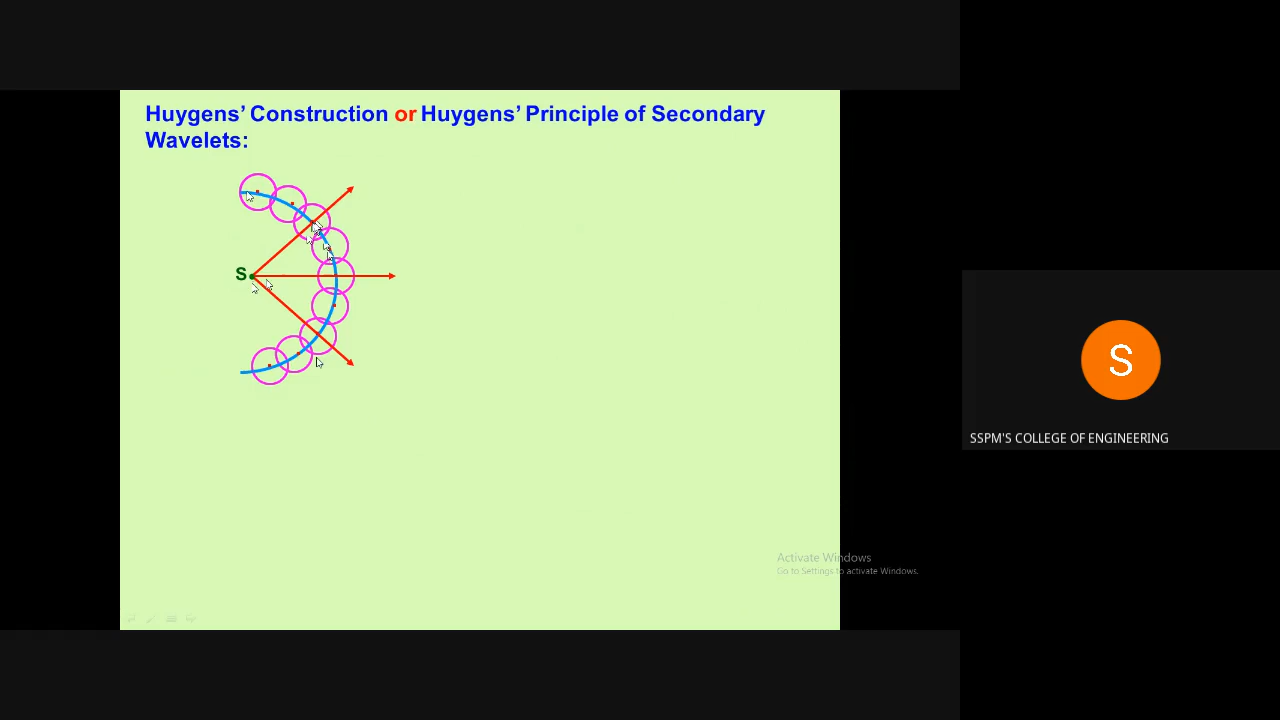 Huygens’ Construction or Huygens’ Principle of Secondary
Wavelets:
S
S
SSPM'S COLLEGE OF ENGINEERING
Activate Windows
Go to Settings to activate Windows.